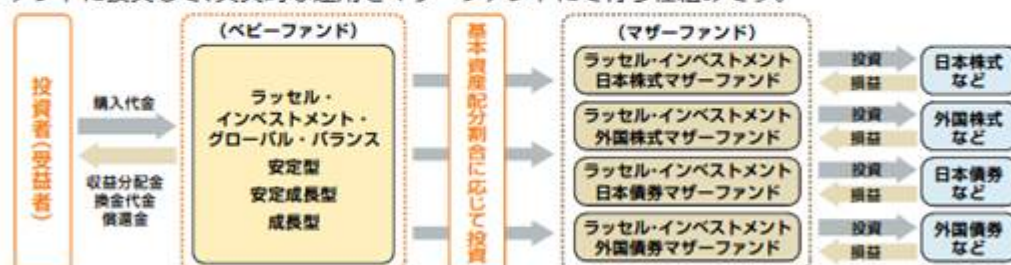 (ベビーファンド)
(マザーファンド)
投資者(受益者)
購入代金
収益分配金
換金代金
償還金
ラッセル・
インベストメント・
グローバル・バランス
安定型
安定成長型
成長型
基本資産配分割合に応じて投資
ラッセル・インベストメント
日本株式マザーファンド
投資
損益
日本株式
など
ラッセル・インベストメント
外国株式マザーファンド
投資
損益
外国株式
など
ラッセル・インベストメント
日本債券マザーファンド
投資
損益
日本債券
など
ラッセル・インベストメント
外国債券マザーファンド
投資
損益
外国債券
など